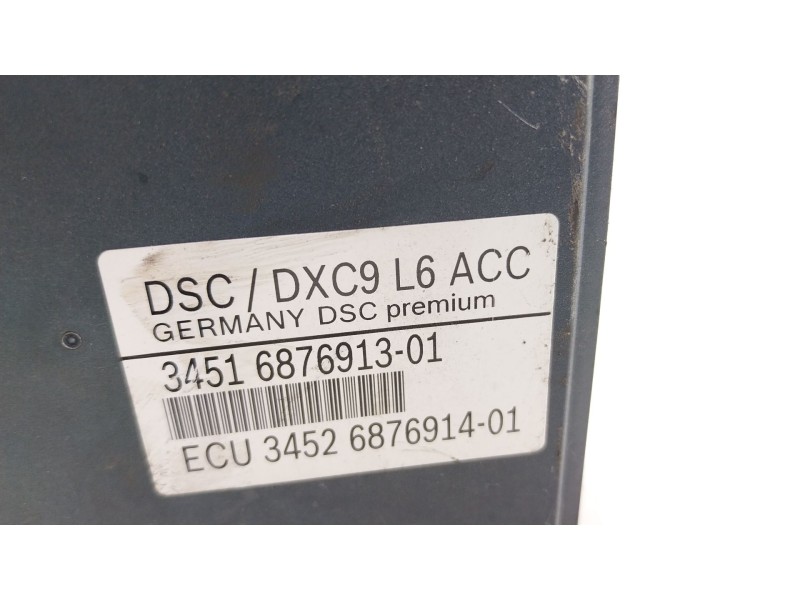 DSC / DXC9 L6 ACC
GERMANY DSC premium
3451 6876913-01
ECU 3452 6876914-01